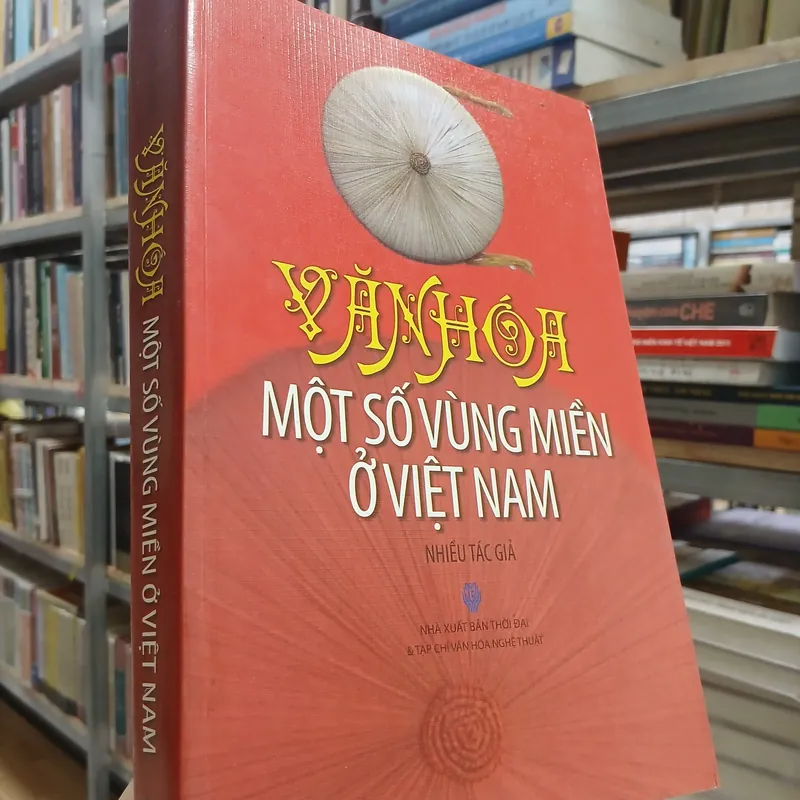 VĂN HÓA
MỘT SỐ VÙNG MIỀN
Ở VIỆT NAM
NHIỀU TÁC GIẢ
NHÀ XUẤT BẢN THỜI ĐẠI
& TẠP CHÍ VĂN HÓA NGHỆ THUẬT
VĂN HÓA MỘT SỐ VÙNG MIỀN Ở VIỆT NAM
CHÈ